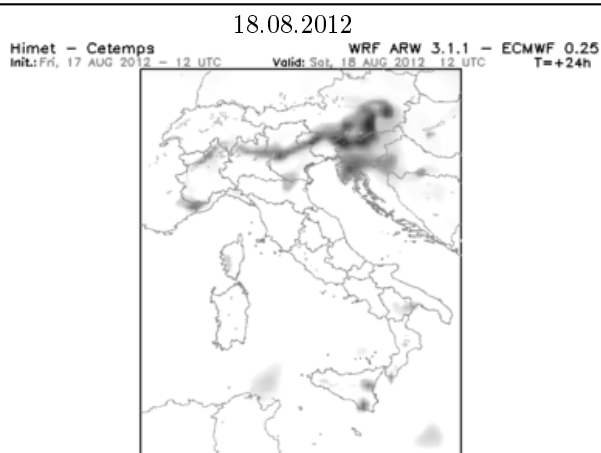 18.08.2012
Himet - Cetemps WRF ARW 3.1.1 - ECMWF 0.25
Init.: Fri, 17 AUG 2012 - 12 UTC Valid: Sat, 18 AUG 2012 12 UTC T=+24h